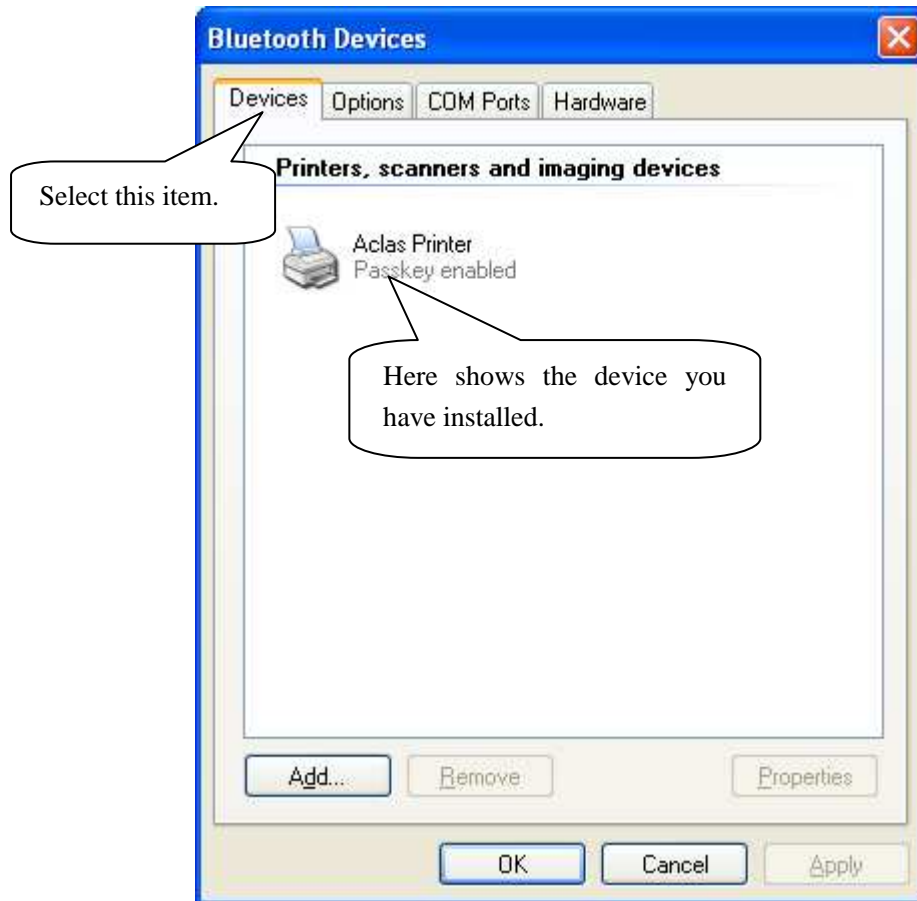 Bluetooth Devices
Devices Options COM Ports Hardware
Printers, scanners and imaging devices
Select this item.
Aclas Printer
Passkey enabled
Here shows the device you
have installed.
Add... Remove Properties
OK Cancel Apply